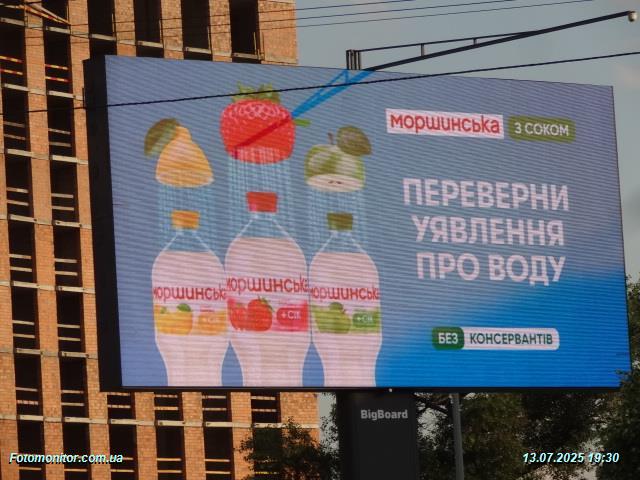 моршинська З СОКОМ
ПЕРЕВЕРНИ
УЯВЛЕННЯ
ПРО ВОДУ
моршинська моршинська моршинська
+СІК +СІК +СІК
БЕЗ КОНСЕРВАНТІВ
BigBoard
Fotomonitor.com.ua 13.07.2025 19:30